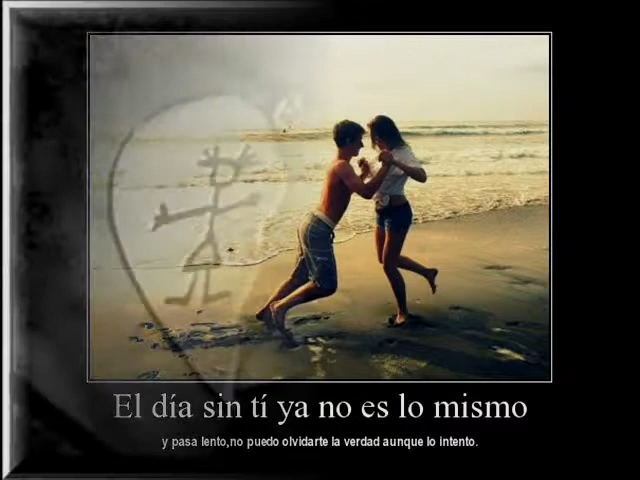 El día sin tí ya no es lo mismo
y pasa lento,no puedo olvidarte la verdad aunque lo intento.